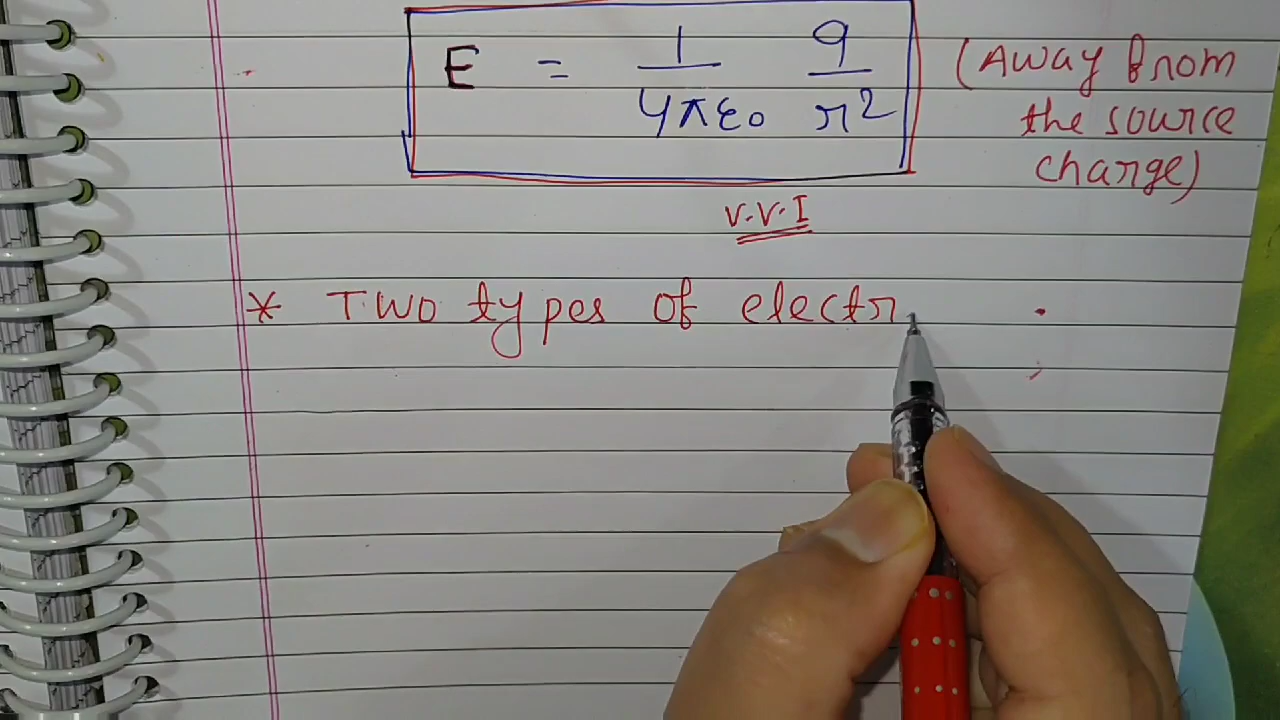 E = 1/4πε0 q/r² (Away from
the source
charge)
V.V.I
* Two types of electr